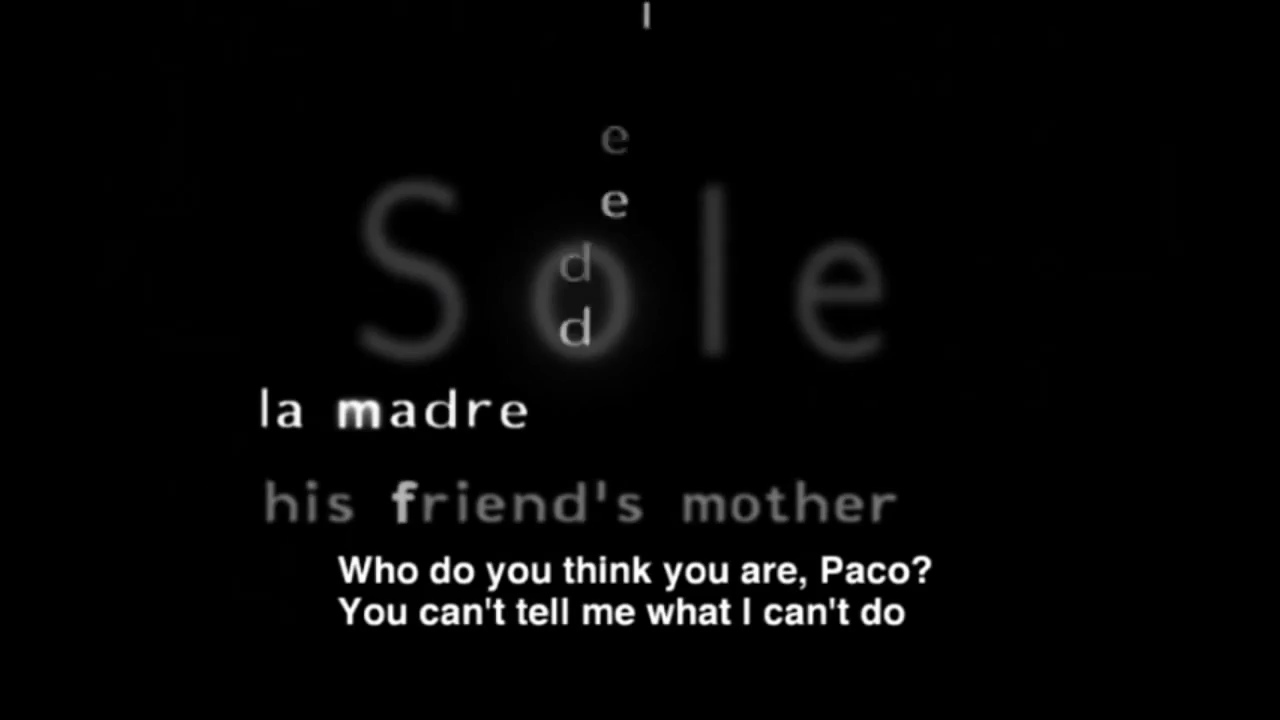 l
e
e
d
d
Sole
la madre
his friend's mother
Who do you think you are, Paco?
You can't tell me what I can't do